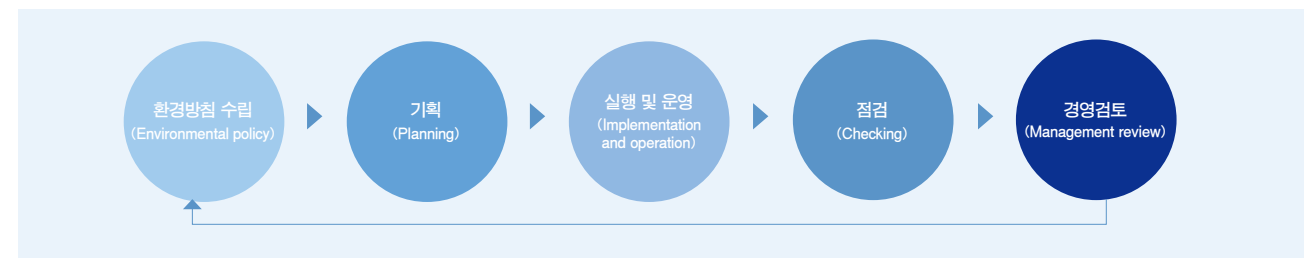 환경방침 수립
(Environmental policy)
기획
(Planning)
실행 및 운영
(Implementation
and operation)
점검
(Checking)
경영검토
(Management review)